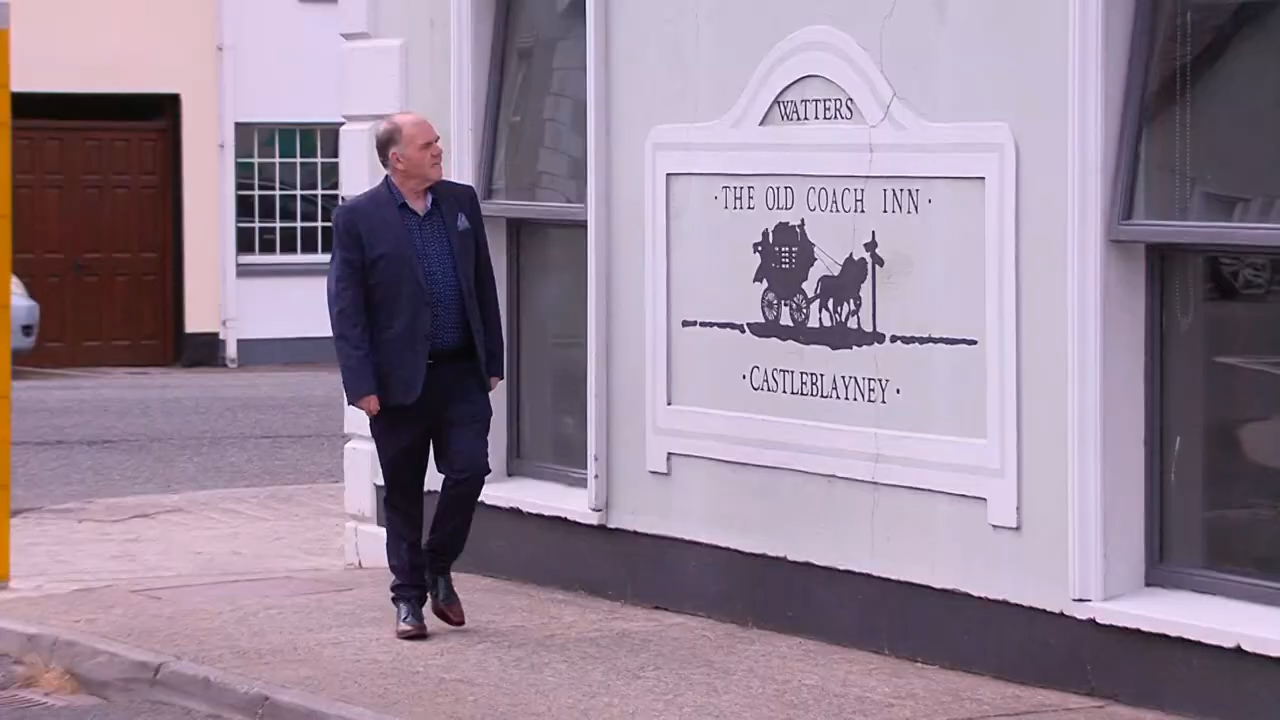 WATTERS
·THE OLD COACH INN·
·CASTLEBLAYNEY·